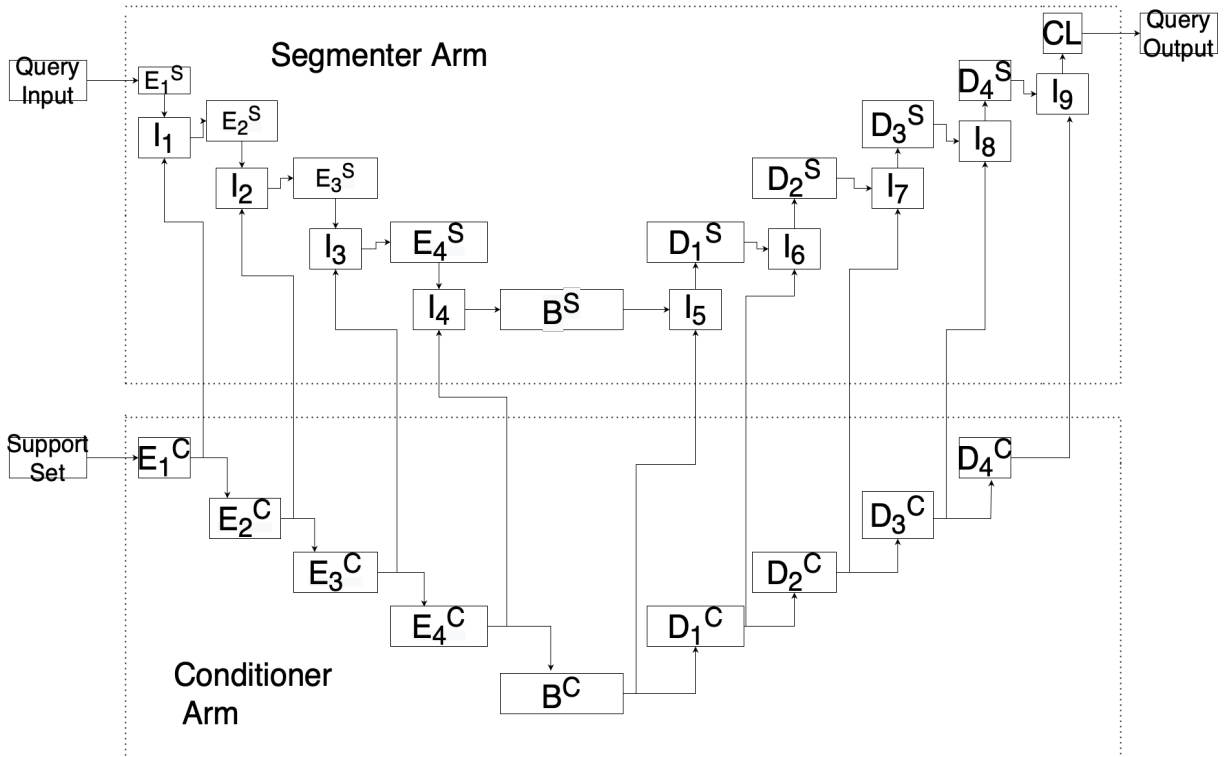 Segmenter Arm
Query
Input
E₁ˢ
I₁
E₂ˢ
I₂
E₃ˢ
I₃
E₄ˢ
I₄
Bˢ
I₅
D₁ˢ
I₆
D₂ˢ
I₇
D₃ˢ
I₈
D₄ˢ
I₉
CL
Query
Output
Support
Set
E₁ᶜ
E₂ᶜ
E₃ᶜ
E₄ᶜ
Bᶜ
D₁ᶜ
D₂ᶜ
D₃ᶜ
D₄ᶜ
Conditioner
Arm